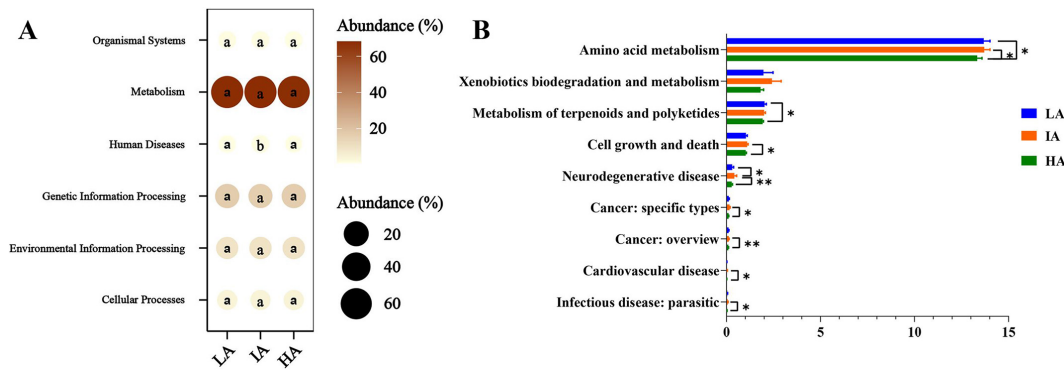 A
Organismal Systems
a a a
Metabolism
a a a
Human Diseases
a b a
Genetic Information Processing
a a a
Environmental Information Processing
a a a
Cellular Processes
a a a
LA IA HA
Abundance (%)
60
40
20
Abundance (%)
20
40
60
B
Amino acid metabolism
* *
Xenobiotics biodegradation and metabolism
Metabolism of terpenoids and polyketides
*
Cell growth and death
*
Neurodegenerative disease
*
**
Cancer: specific types
*
Cancer: overview
**
Cardiovascular disease
*
Infectious disease: parasitic
*
0 5 10 15
LA
IA
HA